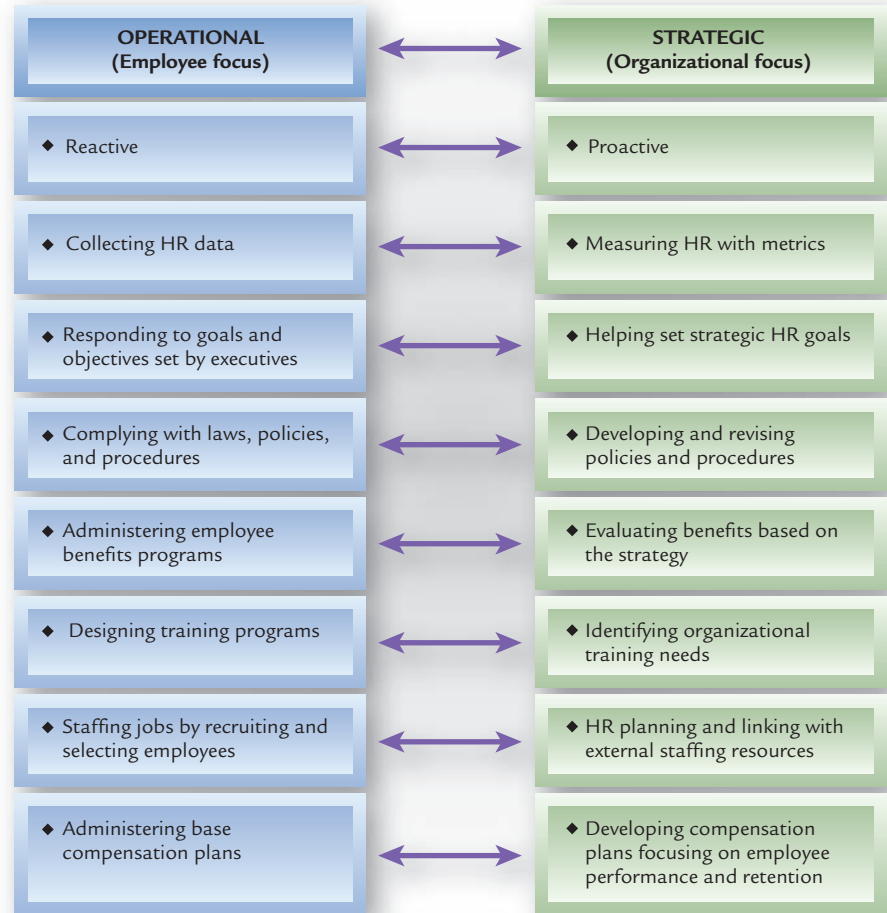 OPERATIONAL
(Employee focus)
STRATEGIC
(Organizational focus)
◆ Reactive
◆ Proactive
◆ Collecting HR data
◆ Measuring HR with metrics
◆ Responding to goals and
objectives set by executives
◆ Helping set strategic HR goals
◆ Complying with laws, policies,
and procedures
◆ Developing and revising
policies and procedures
◆ Administering employee
benefits programs
◆ Evaluating benefits based on
the strategy
◆ Designing training programs
◆ Identifying organizational
training needs
◆ Staffing jobs by recruiting and
selecting employees
◆ HR planning and linking with
external staffing resources
◆ Administering base
compensation plans
◆ Developing compensation
plans focusing on employee
performance and retention